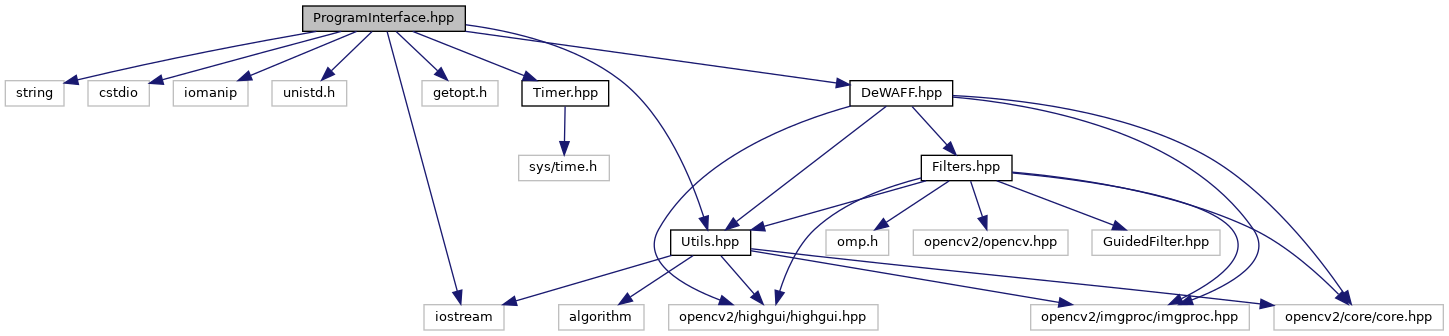 ProgramInterface.hpp
string
cstdio
iomanip
unistd.h
getopt.h
Timer.hpp
DeWAFF.hpp
sys/time.h
Filters.hpp
Utils.hpp
omp.h
opencv2/opencv.hpp
GuidedFilter.hpp
iostream
algorithm
opencv2/highgui/highgui.hpp
opencv2/imgproc/imgproc.hpp
opencv2/core/core.hpp